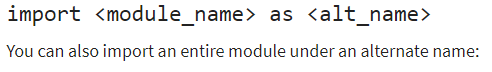 import <module_name> as <alt_name>
You can also import an entire module under an alternate name: